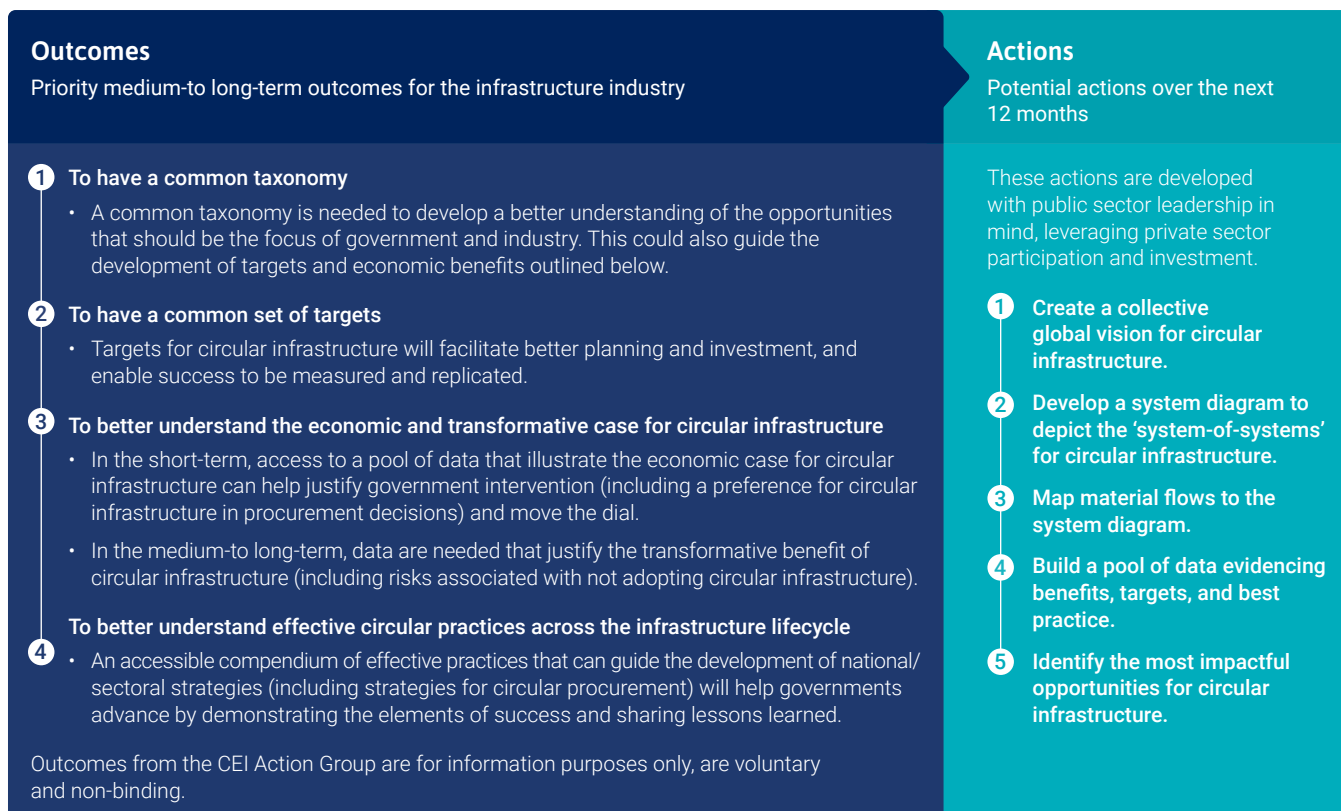 Outcomes
Priority medium-to long-term outcomes for the infrastructure industry
1 To have a common taxonomy
• A common taxonomy is needed to develop a better understanding of the opportunities
that should be the focus of government and industry. This could also guide the
development of targets and economic benefits outlined below.
2 To have a common set of targets
• Targets for circular infrastructure will facilitate better planning and investment, and
enable success to be measured and replicated.
3 To better understand the economic and transformative case for circular infrastructure
• In the short-term, access to a pool of data that illustrate the economic case for circular
infrastructure can help justify government intervention (including a preference for circular
infrastructure in procurement decisions) and move the dial.
• In the medium-to long-term, data are needed that justify the transformative benefit of
circular infrastructure (including risks associated with not adopting circular infrastructure).
To better understand effective circular practices across the infrastructure lifecycle
4 • An accessible compendium of effective practices that can guide the development of national/
sectoral strategies (including strategies for circular procurement) will help governments
advance by demonstrating the elements of success and sharing lessons learned.
Outcomes from the CEI Action Group are for information purposes only, are voluntary
and non-binding.
Actions
Potential actions over the next
12 months
These actions are developed
with public sector leadership in
mind, leveraging private sector
participation and investment.
1 Create a collective
global vision for circular
infrastructure.
2 Develop a system diagram to
depict the ‘system-of-systems’
for circular infrastructure.
3 Map material flows to the
system diagram.
4 Build a pool of data evidencing
benefits, targets, and best
practice.
5 Identify the most impactful
opportunities for circular
infrastructure.